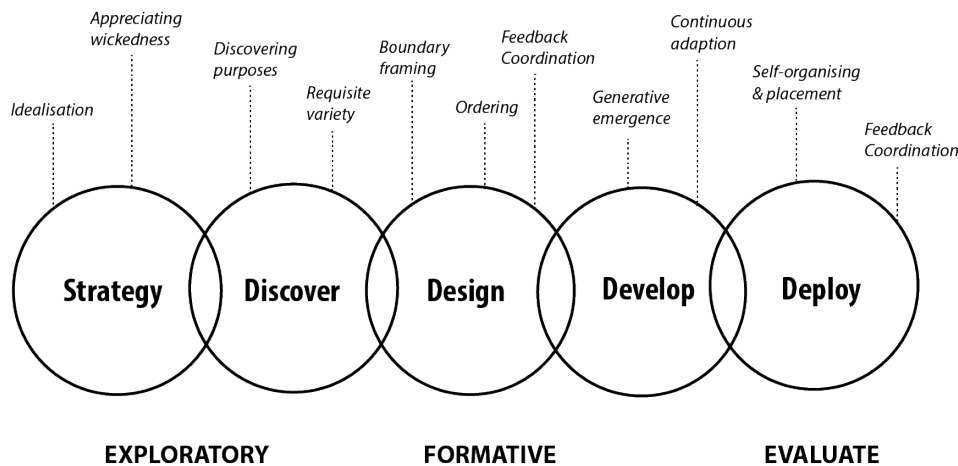 Appreciating
wickedness
Idealisation
Discovering
purposes
Requisite
variety
Boundary
framing
Ordering
Feedback
Coordination
Generative
emergence
Continuous
adaption
Self-organising
& placement
Feedback
Coordination
Strategy
Discover
Design
Develop
Deploy
EXPLORATORY
FORMATIVE
EVALUATE